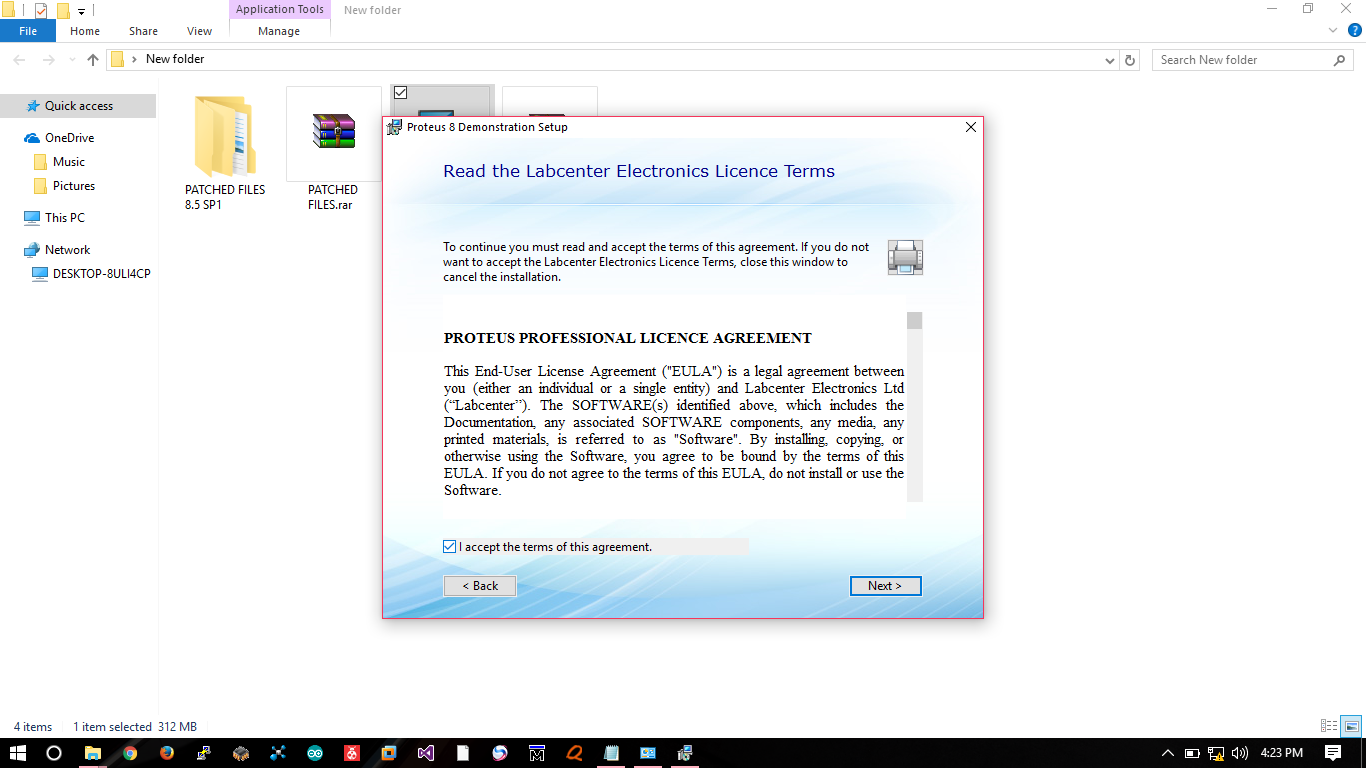 Application Tools
New folder
File
Home
Share
View
Manage
New folder
Search New folder
Quick access
OneDrive
Music
Pictures
This PC
Network
DESKTOP-8ULI4CP
PATCHED FILES
8.5 SP1
PATCHED
FILES.rar
Proteus 8 Demonstration Setup
Read the Labcenter Electronics Licence Terms
To continue you must read and accept the terms of this agreement. If you do not
want to accept the Labcenter Electronics Licence Terms, close this window to
cancel the installation.
PROTEUS PROFESSIONAL LICENCE AGREEMENT
This End-User License Agreement ("EULA") is a legal agreement between
you (either an individual or a single entity) and Labcenter Electronics Ltd
(“Labcenter”). The SOFTWARE(s) identified above, which includes the
Documentation, any associated SOFTWARE components, any media, any
printed materials, is referred to as "Software". By installing, copying, or
otherwise using the Software, you agree to be bound by the terms of this
EULA. If you do not agree to the terms of this EULA, do not install or use the
Software.
I accept the terms of this agreement.
< Back
Next >
4 items
1 item selected 312 MB
4:23 PM